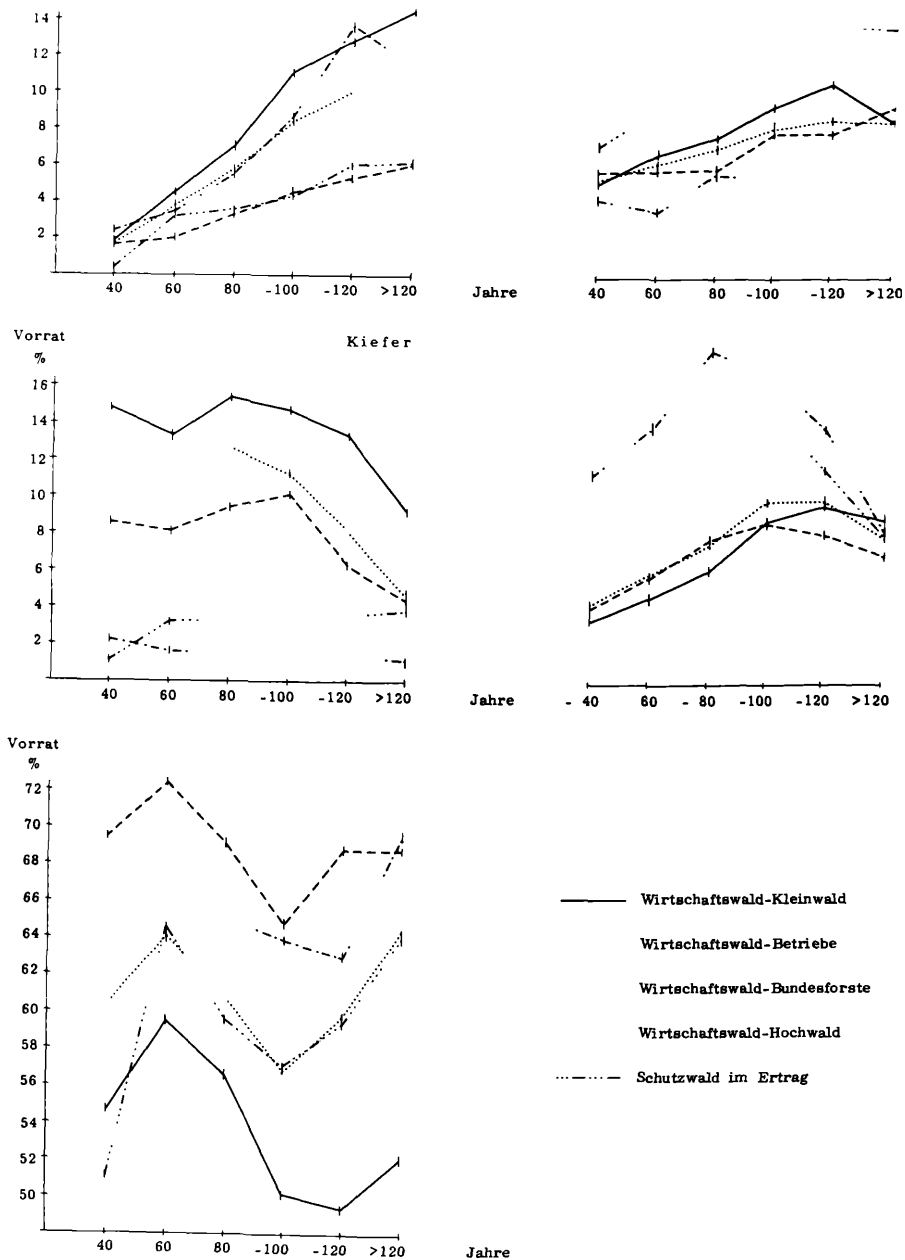 14
12
10
8
6
4
2
40 60 80 -100 -120 >120 Jahre 40 60 80 -100 -120 >120
Vorrat
%
Kiefer
16
14
12
10
8
6
4
2
40 60 80 -100 -120 >120 Jahre - 40 - 60 - 80 -100 -120 >120
Vorrat
%
72
70
68
66
64
62
60
58
56
54
52
50
40 60 80 -100 -120 >120 Jahre
Wirtschaftswald-Kleinwald
Wirtschaftswald-Betriebe
Wirtschaftswald-Bundesforste
Wirtschaftswald-Hochwald
Schutzwald im Ertrag